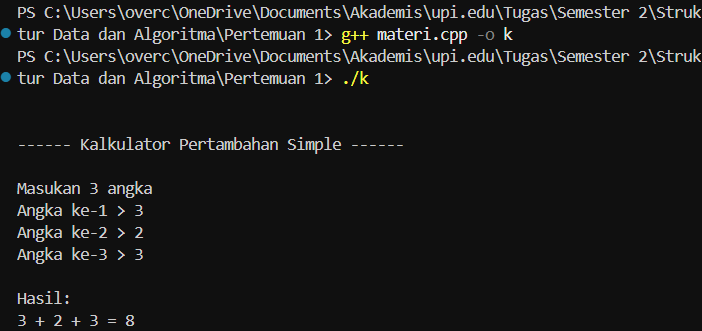 PS C:\Users\overc\OneDrive\Documents\Akademis\upi.edu\Tugas\Semester 2\Struk
tur Data dan Algoritma\Pertemuan 1> g++ materi.cpp -o k
PS C:\Users\overc\OneDrive\Documents\Akademis\upi.edu\Tugas\Semester 2\Struk
tur Data dan Algoritma\Pertemuan 1> ./k
------ Kalkulator Pertambahan Simple ------
Masukan 3 angka
Angka ke-1 > 3
Angka ke-2 > 2
Angka ke-3 > 3
Hasil:
3 + 2 + 3 = 8